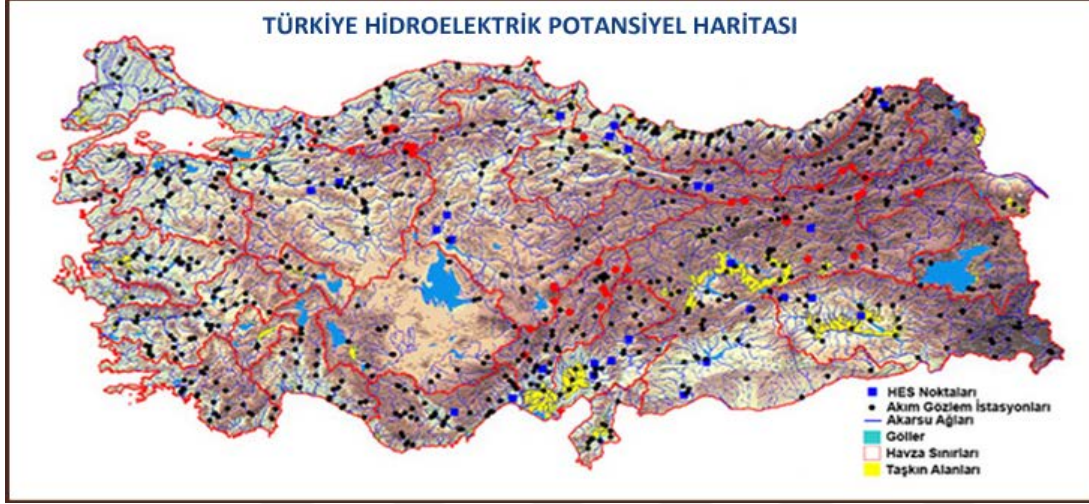 TÜRKİYE HİDROELEKTRİK POTANSİYEL HARİTASI
HES Noktaları
Akım Gözlem İstasyonları
Akarsu Ağları
Göller
Havza Sınırları
Taşkın Alanları